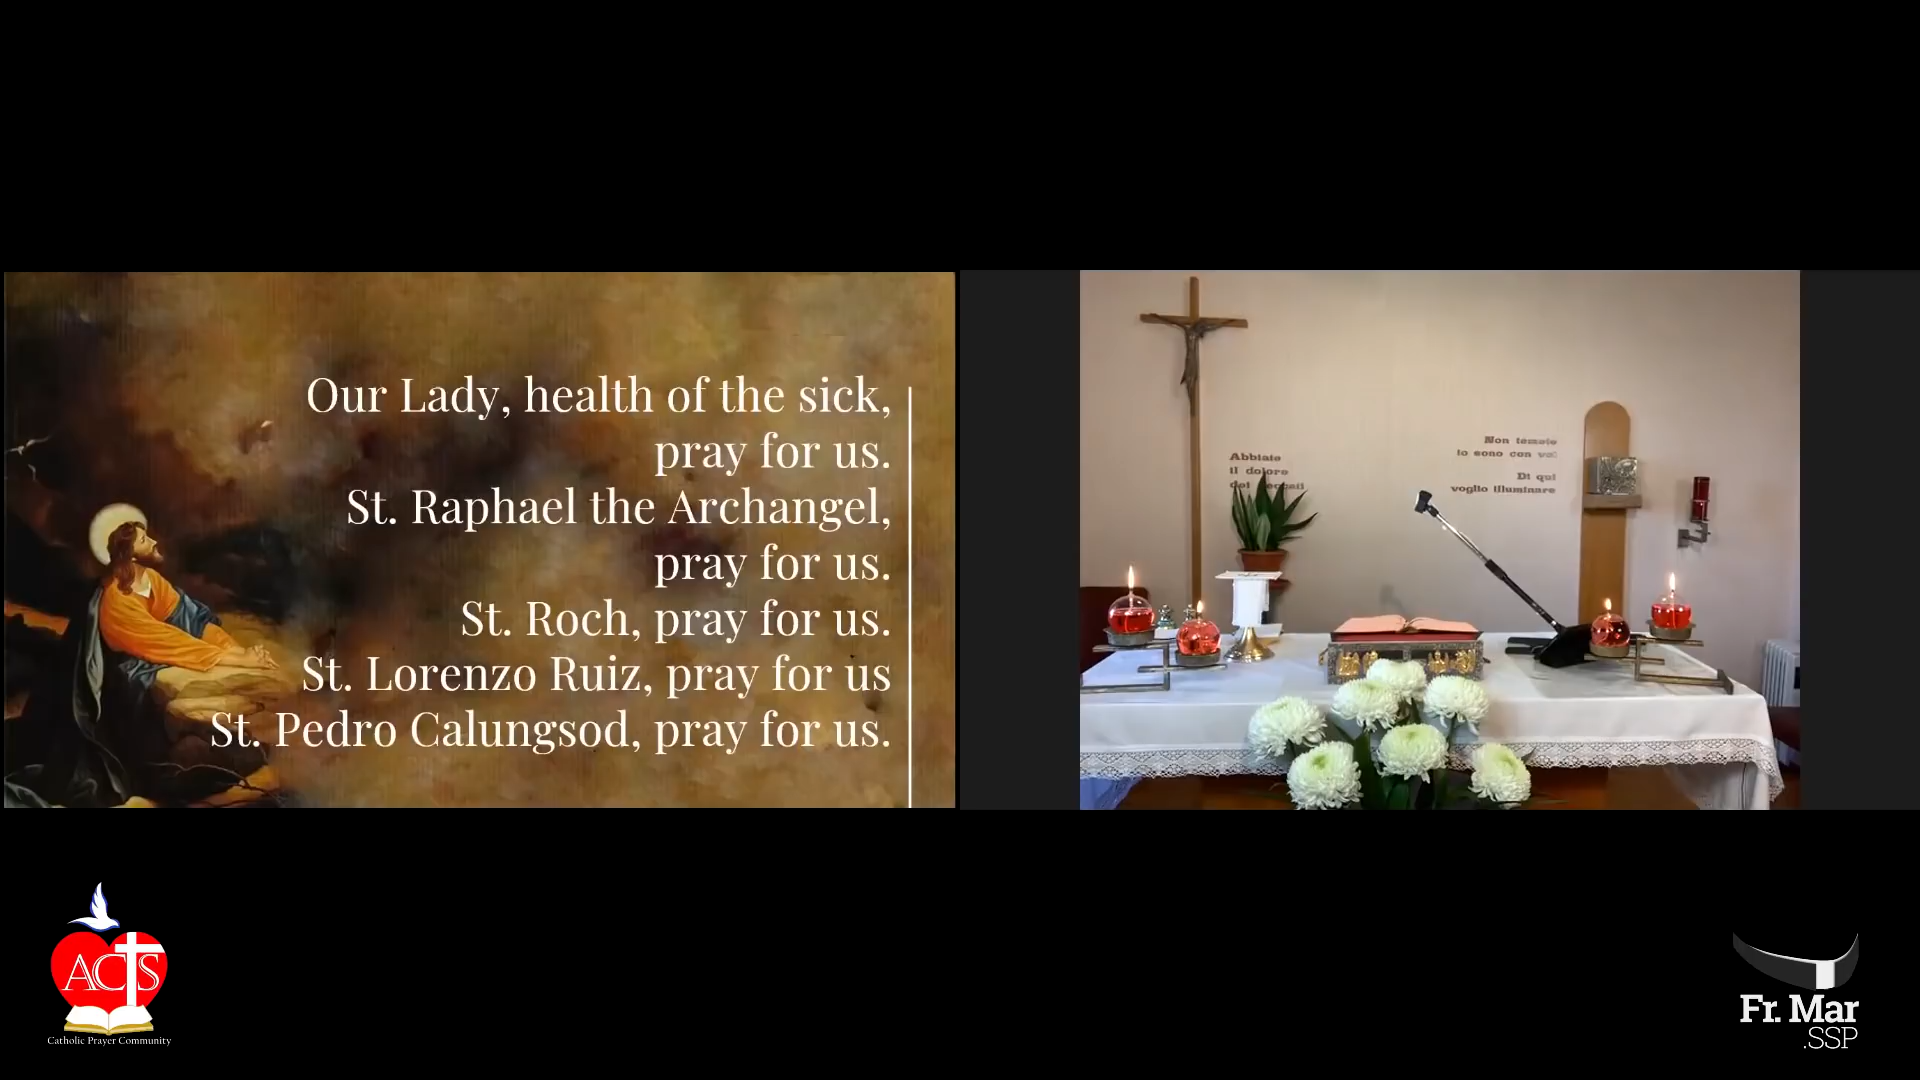 Our Lady, health of the sick,
pray for us.
St. Raphael the Archangel,
pray for us.
St. Roch, pray for us.
St. Lorenzo Ruiz, pray for us
St. Pedro Calungsod, pray for us.
Abbiate
il dolore
dei peccati
Non temete
Io sono con voi
Di qui
voglio illuminare
ACTS
Catholic Prayer Community
Fr. Mar
.SSP